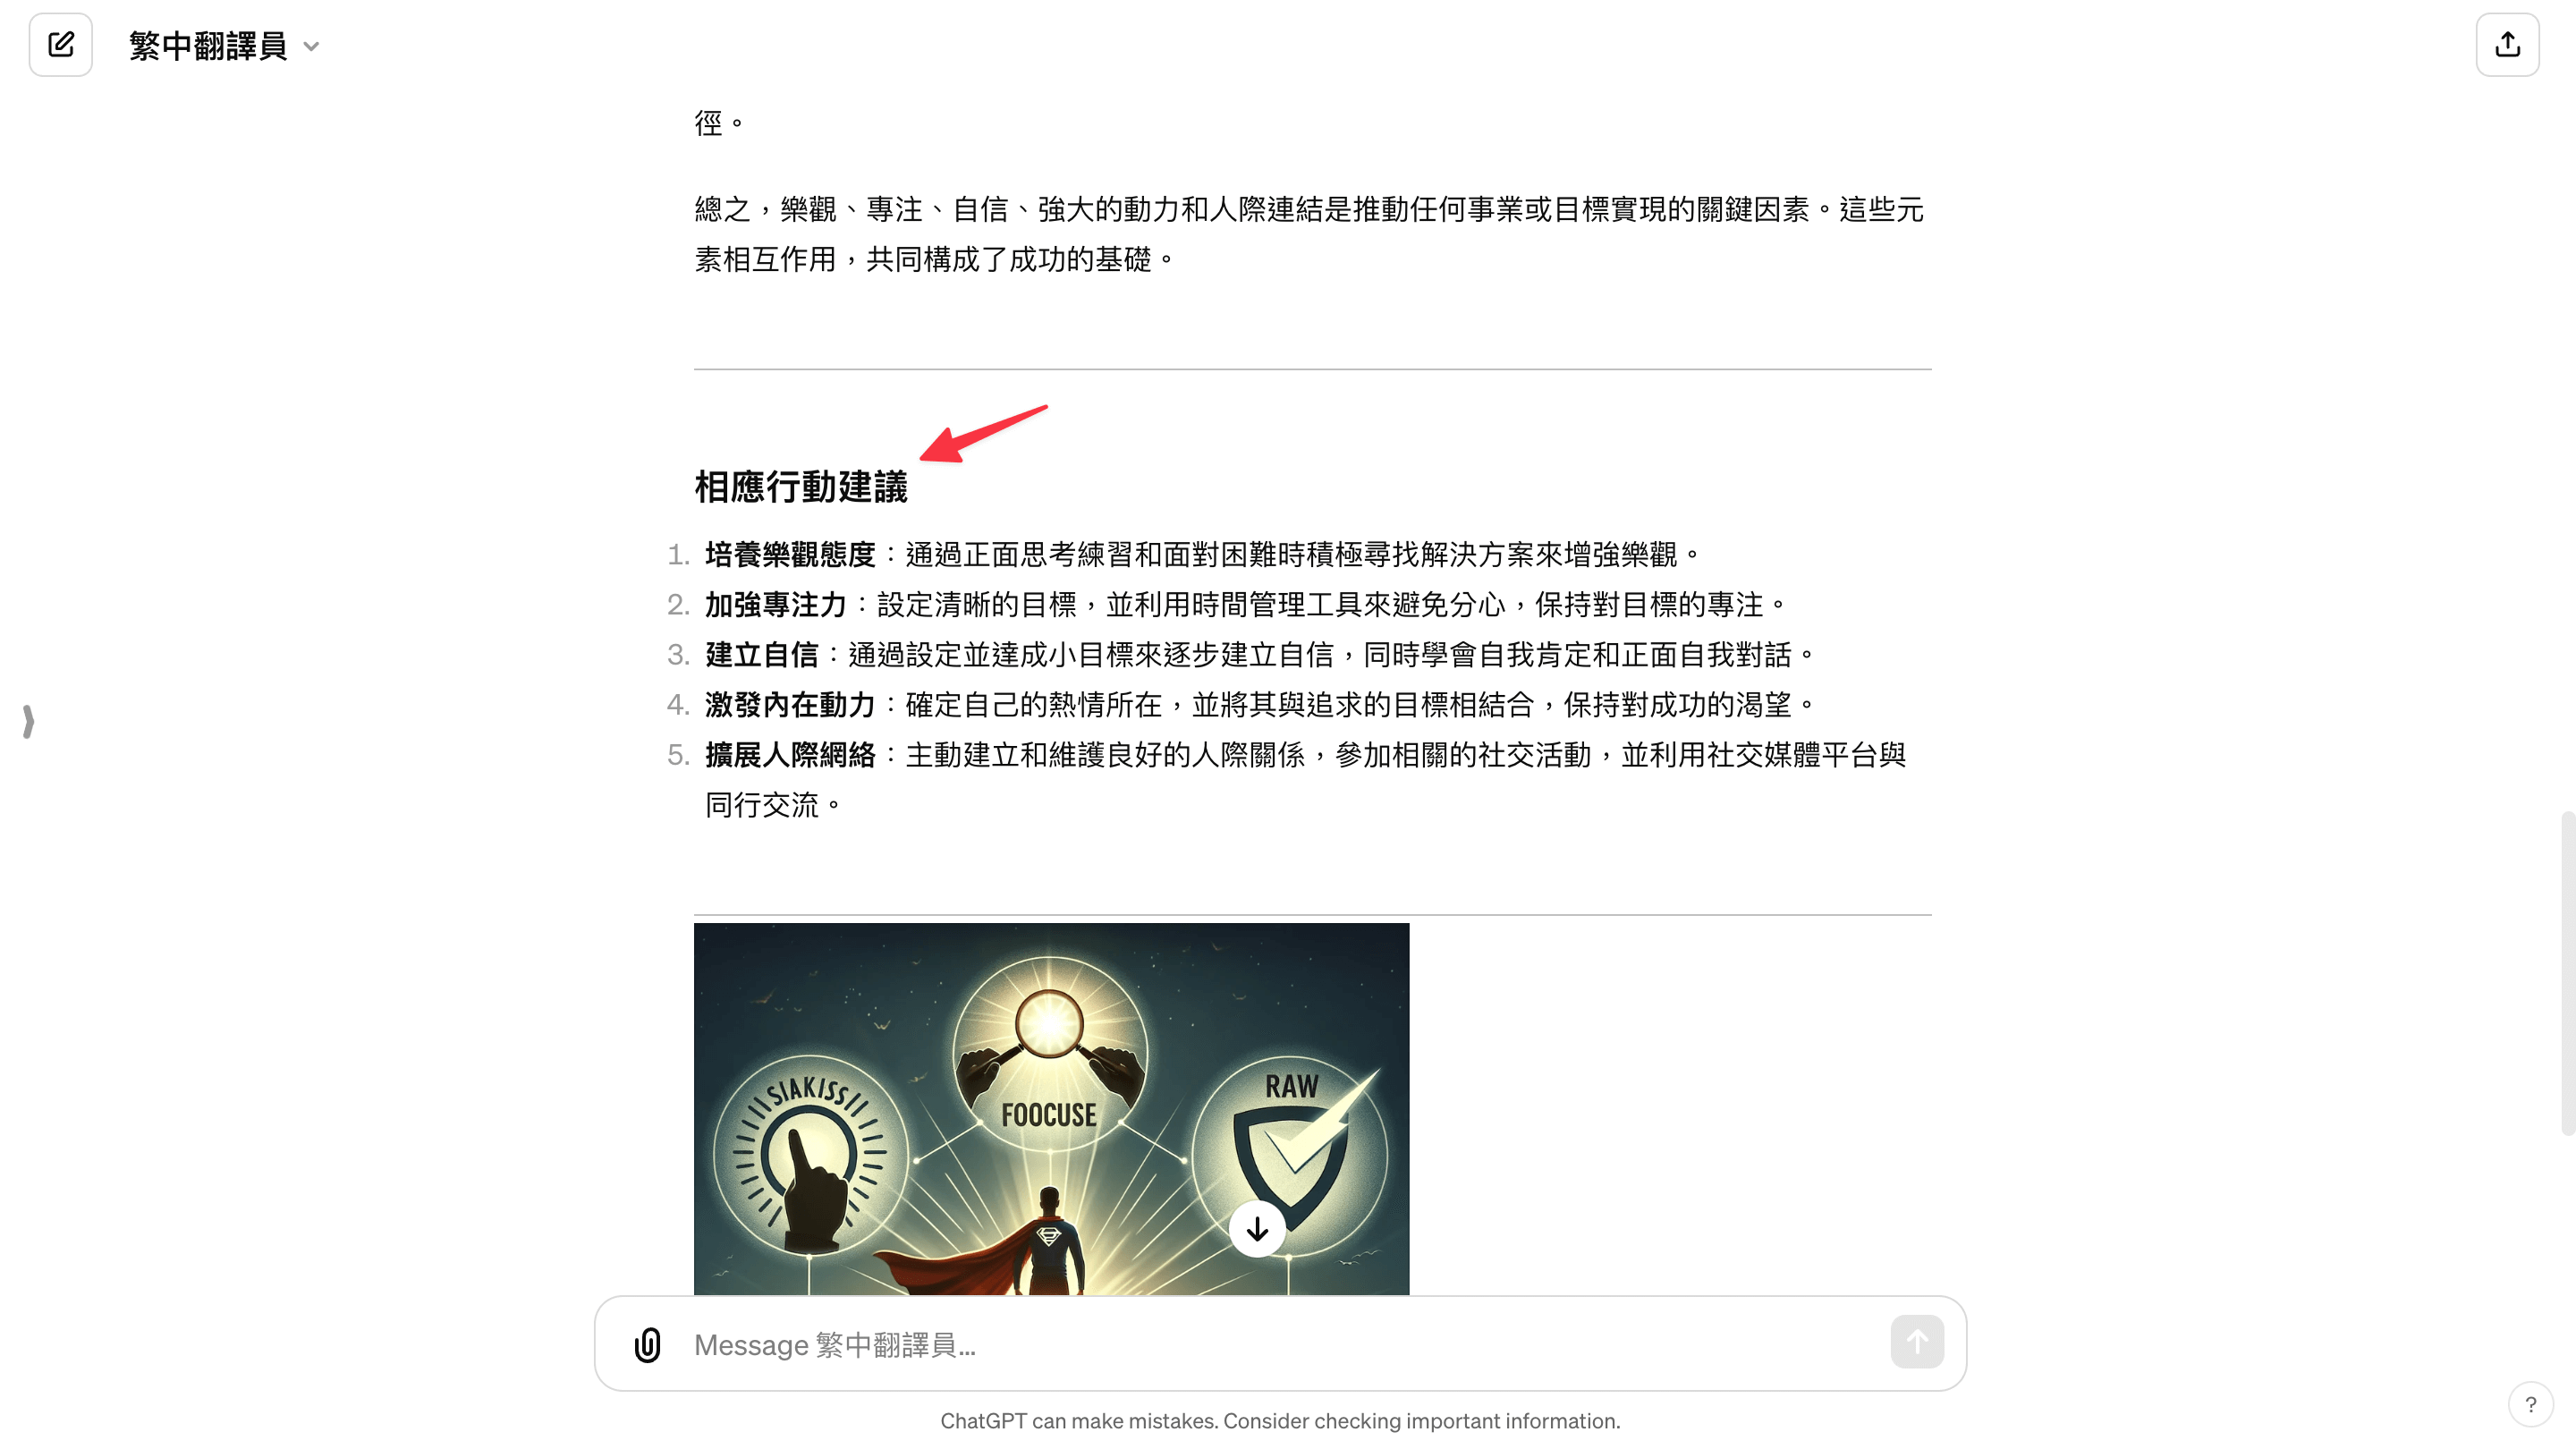 繁中翻譯員
徑。
總之，樂觀、專注、自信、強大的動力和人際連結是推動任何事業或目標實現的關鍵因素。這些元
素相互作用，共同構成了成功的基礎。
相應行動建議
1. 培養樂觀態度：通過正面思考練習和面對困難時積極尋找解決方案來增強樂觀。
2. 加強專注力：設定清晰的目標，並利用時間管理工具來避免分心，保持對目標的專注。
3. 建立自信：通過設定並達成小目標來逐步建立自信，同時學會自我肯定和正面自我對話。
4. 激發內在動力：確定自己的熱情所在，並將其與追求的目標相結合，保持對成功的渴望。
5. 擴展人際網絡：主動建立和維護良好的人際關係，參加相關的社交活動，並利用社交媒體平台與
同行交流。
SIAKISS
FOOCUSE
RAW
Message 繁中翻譯員…
ChatGPT can make mistakes. Consider checking important information.
?